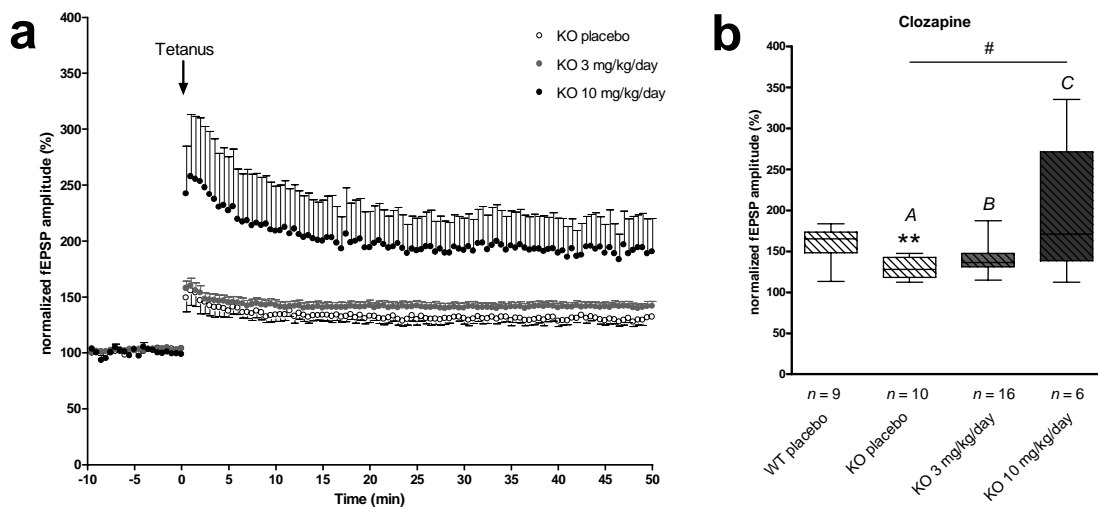 a
normalized fEPSP amplitude (%)
400
350
300
250
200
150
100
50
0
Tetanus
KO placebo
KO 3 mg/kg/day
KO 10 mg/kg/day
-10 -5 0 5 10 15 20 25 30 35 40 45 50
Time (min)
b
Clozapine
normalized fEPSP amplitude (%)
400
350
300
250
200
150
100
50
0
#
A
**
B
C
n = 9 n = 10 n = 16 n = 6
WT placebo
KO placebo
KO 3 mg/kg/day
KO 10 mg/kg/day